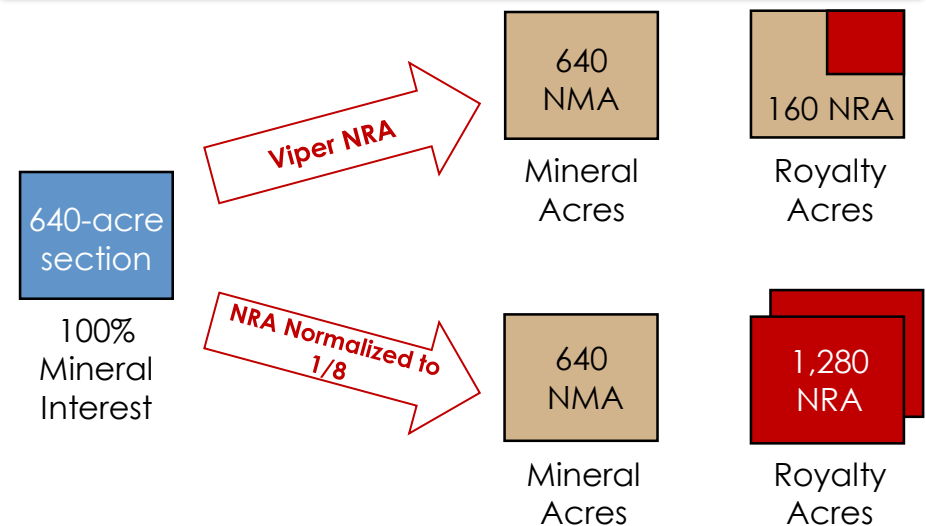 640-acre
section
100%
Mineral
Interest
Viper NRA
640
NMA
Mineral
Acres
160 NRA
Royalty
Acres
NRA Normalized to
1/8
640
NMA
Mineral
Acres
1,280
NRA
Royalty
Acres